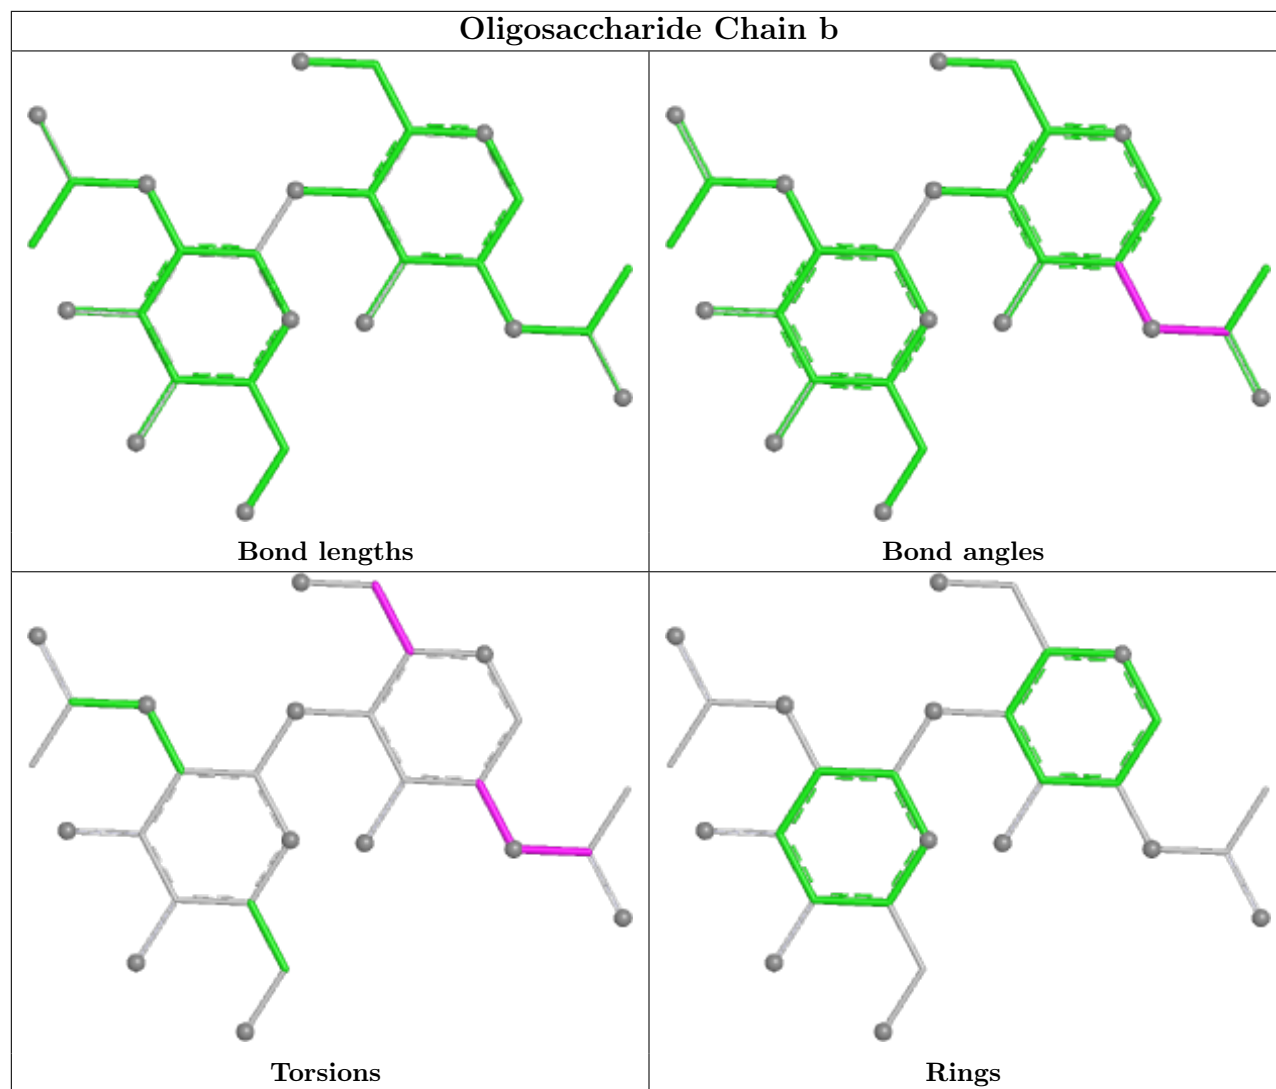 Oligosaccharide Chain b
Bond lengths
Bond angles
Torsions
Rings